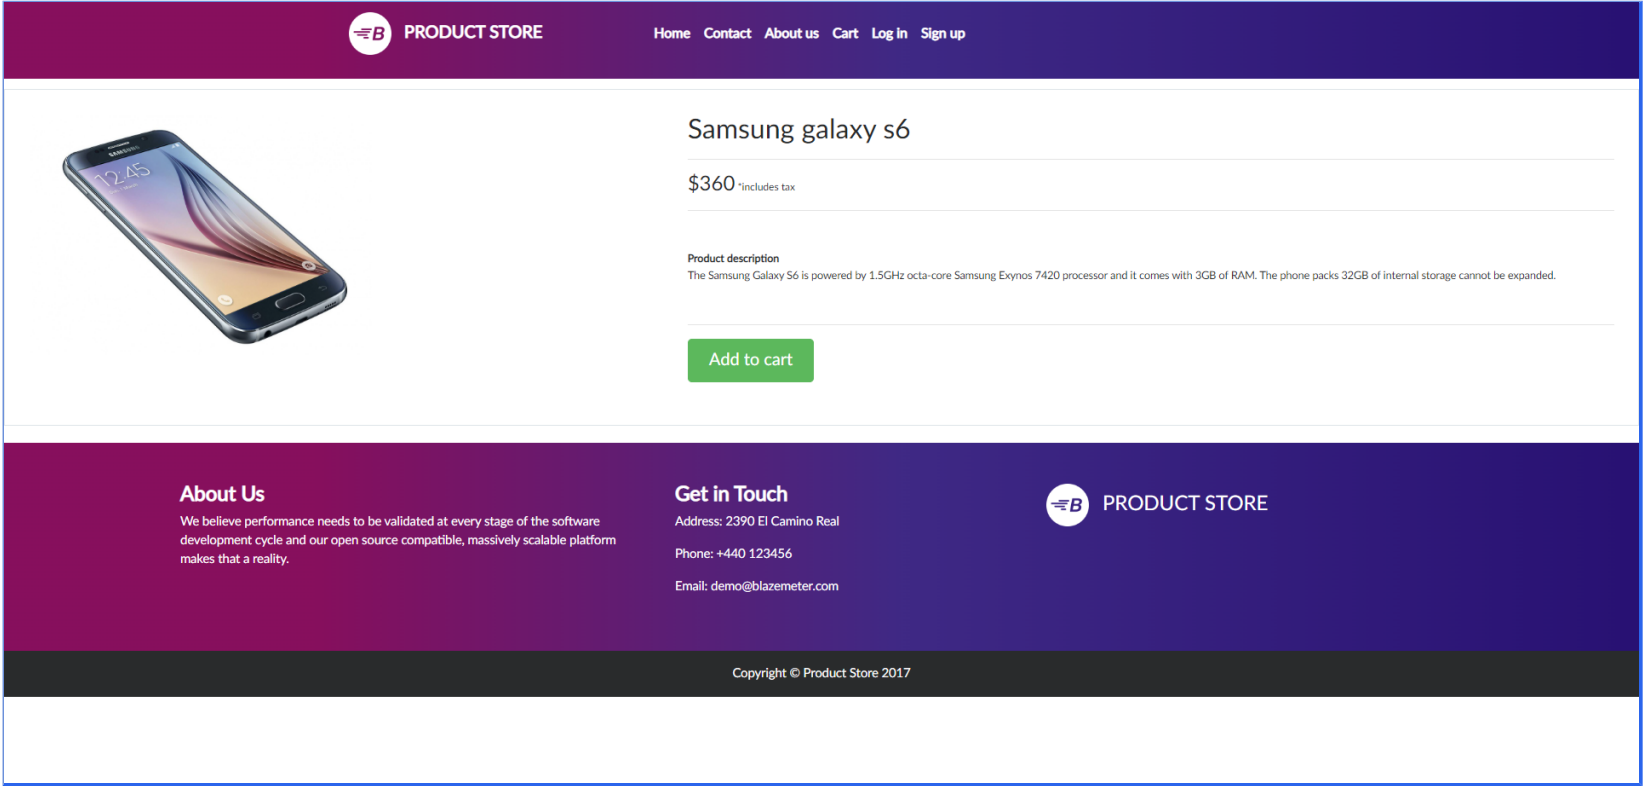 B PRODUCT STORE
Home Contact About us Cart Log in Sign up
SAMSUNG
12:45
Samsung galaxy s6
$360 *includes tax
Product description
The Samsung Galaxy S6 is powered by 1.5GHz octa-core Samsung Exynos 7420 processor and it comes with 3GB of RAM. The phone packs 32GB of internal storage cannot be expanded.
Add to cart
About Us
We believe performance needs to be validated at every stage of the software
development cycle and our open source compatible, massively scalable platform
makes that a reality.
Get in Touch
Address: 2390 El Camino Real
Phone: +440 123456
Email: demo@blazemeter.com
B PRODUCT STORE
Copyright © Product Store 2017